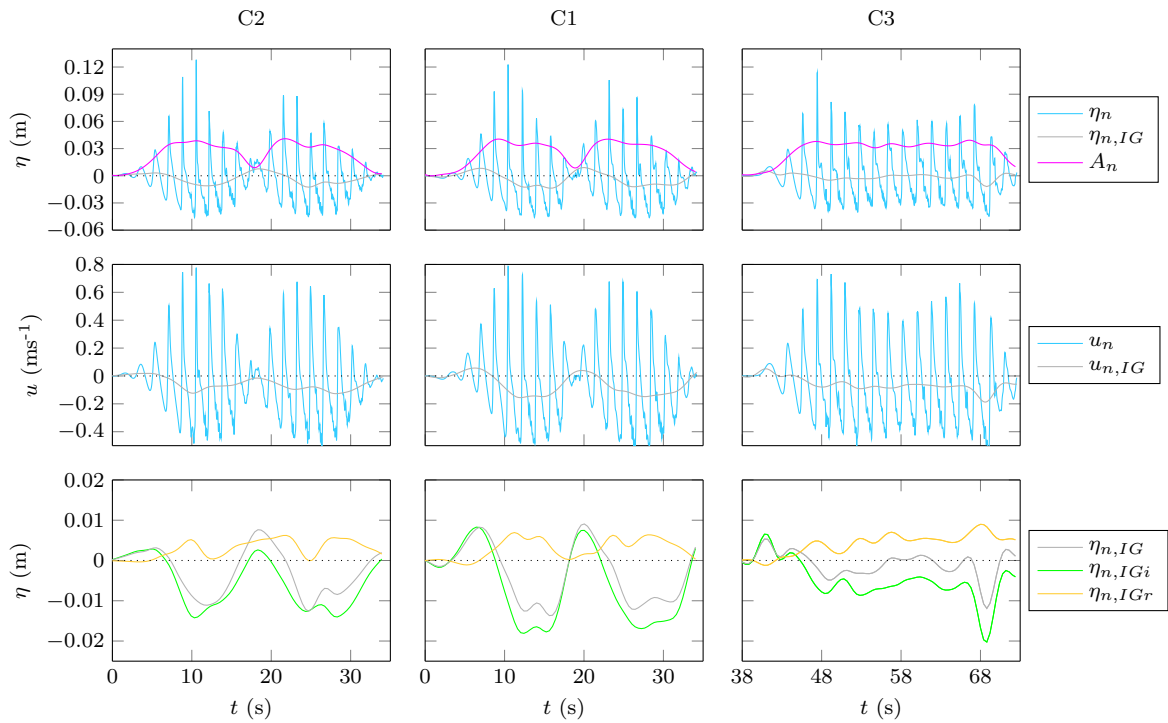 C2 C1 C3
0.12
0.09
0.06
0.03
0
−0.03
−0.06
η (m)
ηn
ηn,IG
An
0.8
0.6
0.4
0.2
0
−0.2
−0.4
u (ms-1)
un
un,IG
0.02
0.01
0
−0.01
−0.02
η (m)
ηn,IG
ηn,IGi
ηn,IGr
0 10 20 30 0 10 20 30 38 48 58 68
t (s) t (s) t (s)